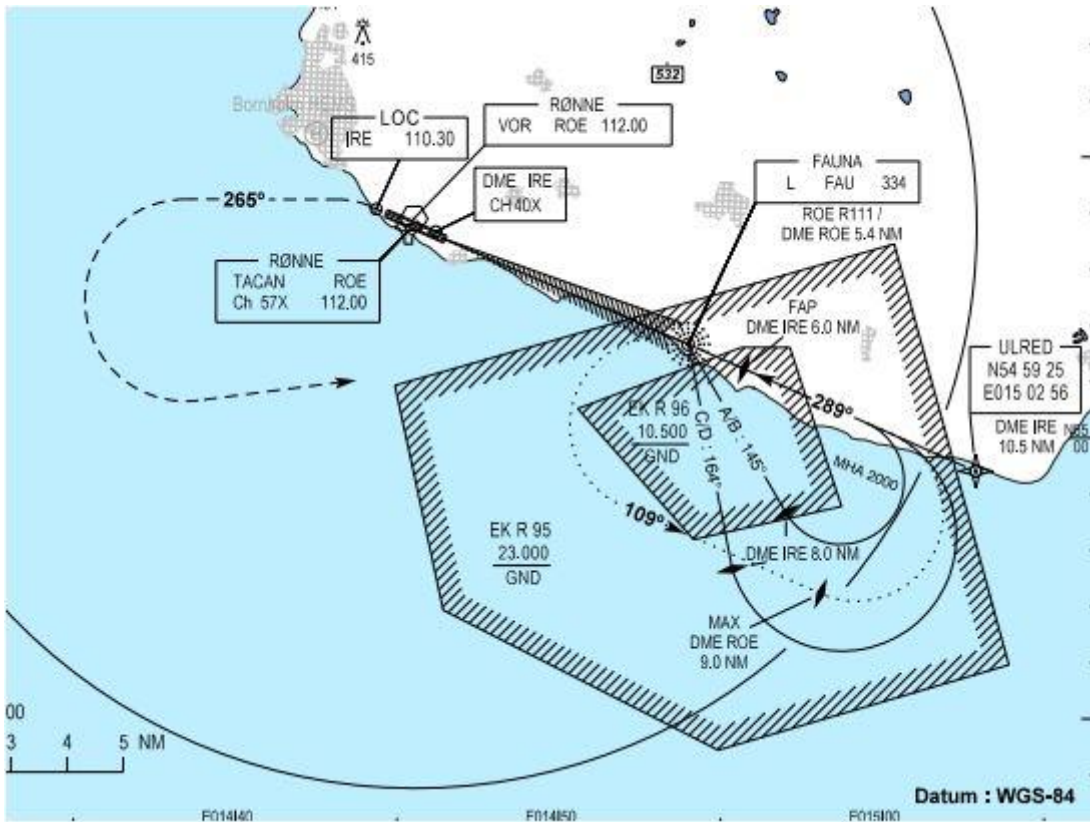 415
532
LOC
IRE 110.30
RØNNE
VOR ROE 112.00
DME IRE
CH40X
FAUNA
L FAU 334
ROE R111 /
DME ROE 5.4 NM
265°
RØNNE
TACAN ROE
Ch 57X 112.00
FAP
DME IRE 6.0 NM
ULRED
N54 59 25
E015 02 56
DME IRE
10.5 NM
289°
EK R 96
10.500
GND
C/D : 164°
A/B : 145°
MHA 2000
109°
DME IRE 8.0 NM
EK R 95
23.000
GND
MAX
DME ROE
9.0 NM
00
3 4 5 NM
Datum : WGS-84
E014|40
E014|50
E015|00